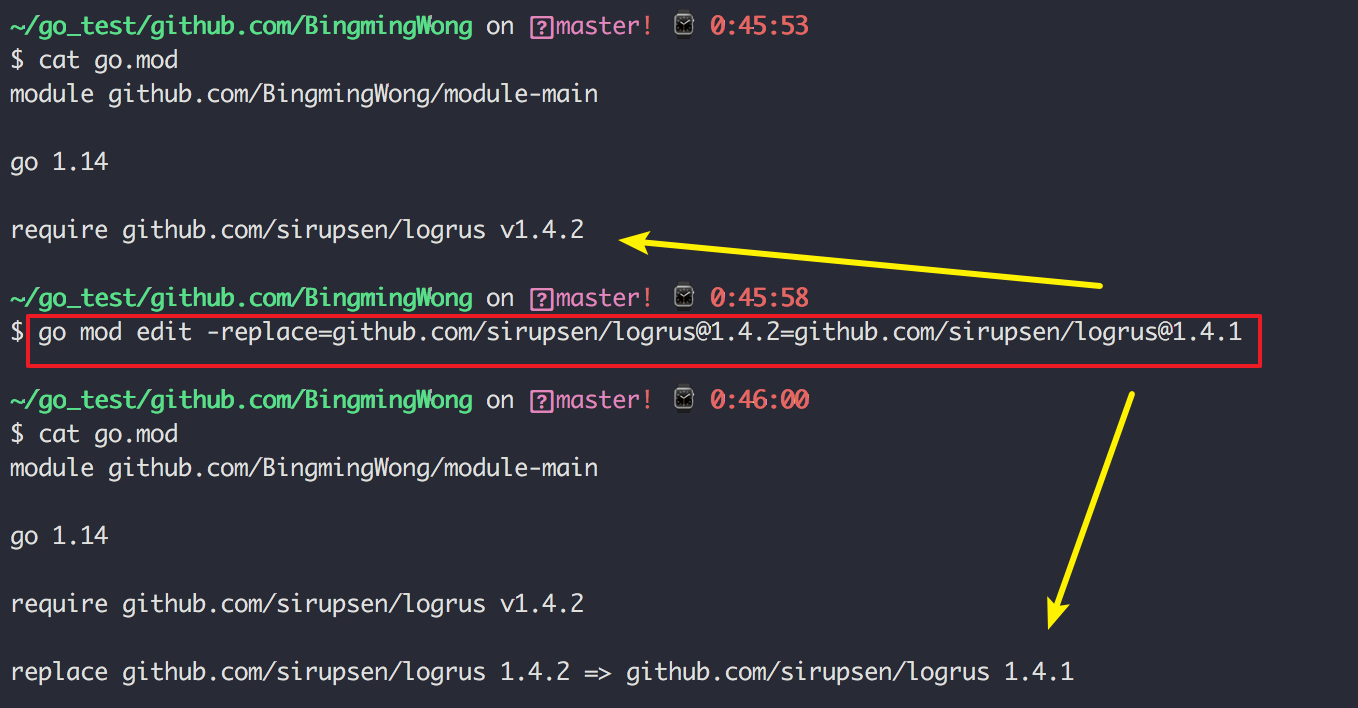 ~/go_test/github.com/BingmingWong on ?master! 0:45:53
$ cat go.mod
module github.com/BingmingWong/module-main
go 1.14
require github.com/sirupsen/logrus v1.4.2
~/go_test/github.com/BingmingWong on ?master! 0:45:58
$ go mod edit -replace=github.com/sirupsen/logrus@1.4.2=github.com/sirupsen/logrus@1.4.1
~/go_test/github.com/BingmingWong on ?master! 0:46:00
$ cat go.mod
module github.com/BingmingWong/module-main
go 1.14
require github.com/sirupsen/logrus v1.4.2
replace github.com/sirupsen/logrus 1.4.2 => github.com/sirupsen/logrus 1.4.1